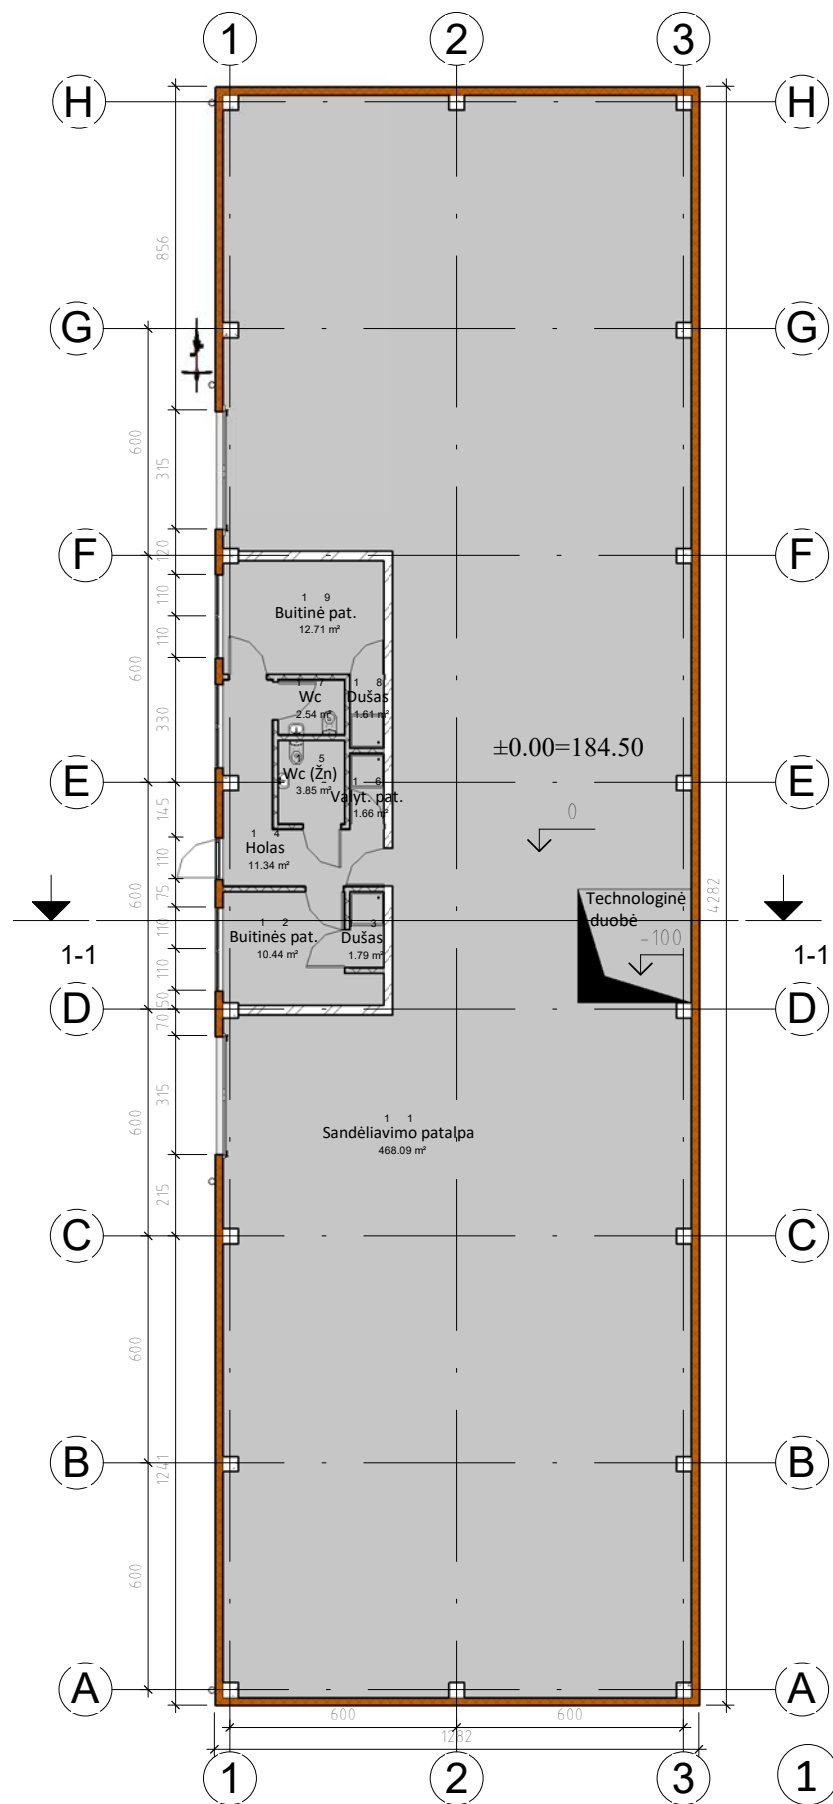 1 2 3
H H
856
G G
600
315
F F
120
1 9
Buitinė pat.
12.71 m²
110
110
600
1 7
Wc
2.54 m²
1 8
Dušas
1.61 m²
330
±0.00=184.50
E E
1 5
Wc (Žn)
3.85 m²
1 6
Valyt. pat.
1.66 m²
145
0
1 4
Holas
11.34 m²
110
600
75
4282
Technologinė
duobė
-100
1-1 1-1
1 2
Buitinės pat.
10.44 m²
3
Dušas
1.79 m²
110
110
50
D D
70
315
600
1 1
Sandėliavimo patalpa
468.09 m²
215
C C
600
B B
1241
600
A A
600 600
1282
1 2 3
1